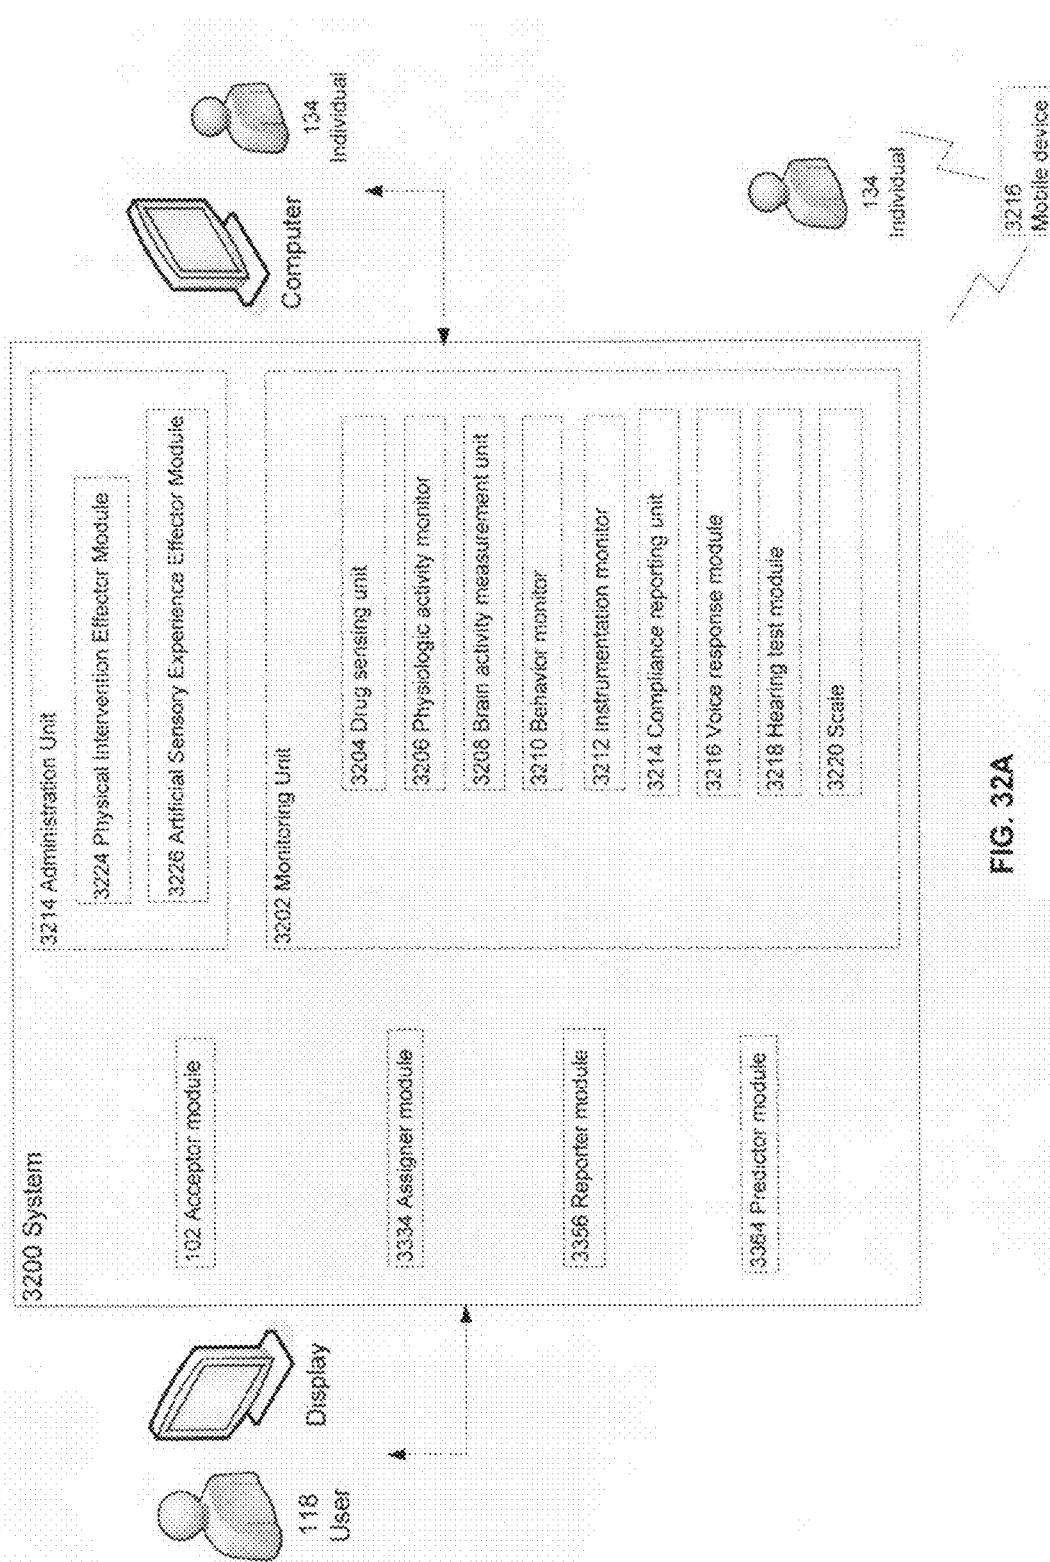 3200 System
102 Acceptor module
3334 Assigner module
3356 Reporter module
3364 Predictor module
3214 Administration Unit
3224 Physical Intervention Effector Module
3226 Artificial Sensory Experience Effector Module
3202 Monitoring Unit
3204 Drug sensing unit
3206 Physiologic activity monitor
3208 Brain activity measurement unit
3210 Behavior monitor
3212 Instrumentation monitor
3214 Compliance reporting unit
3216 Voice response module
3218 Hearing test module
3220 Scale
Display
118
User
Computer
134
Individual
134
Individual
3216
Mobile device
FIG. 32A